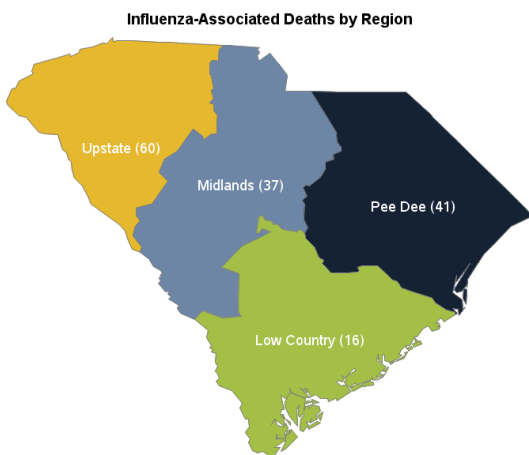 Influenza-Associated Deaths by Region
Upstate (60)
Midlands (37)
Pee Dee (41)
Low Country (16)